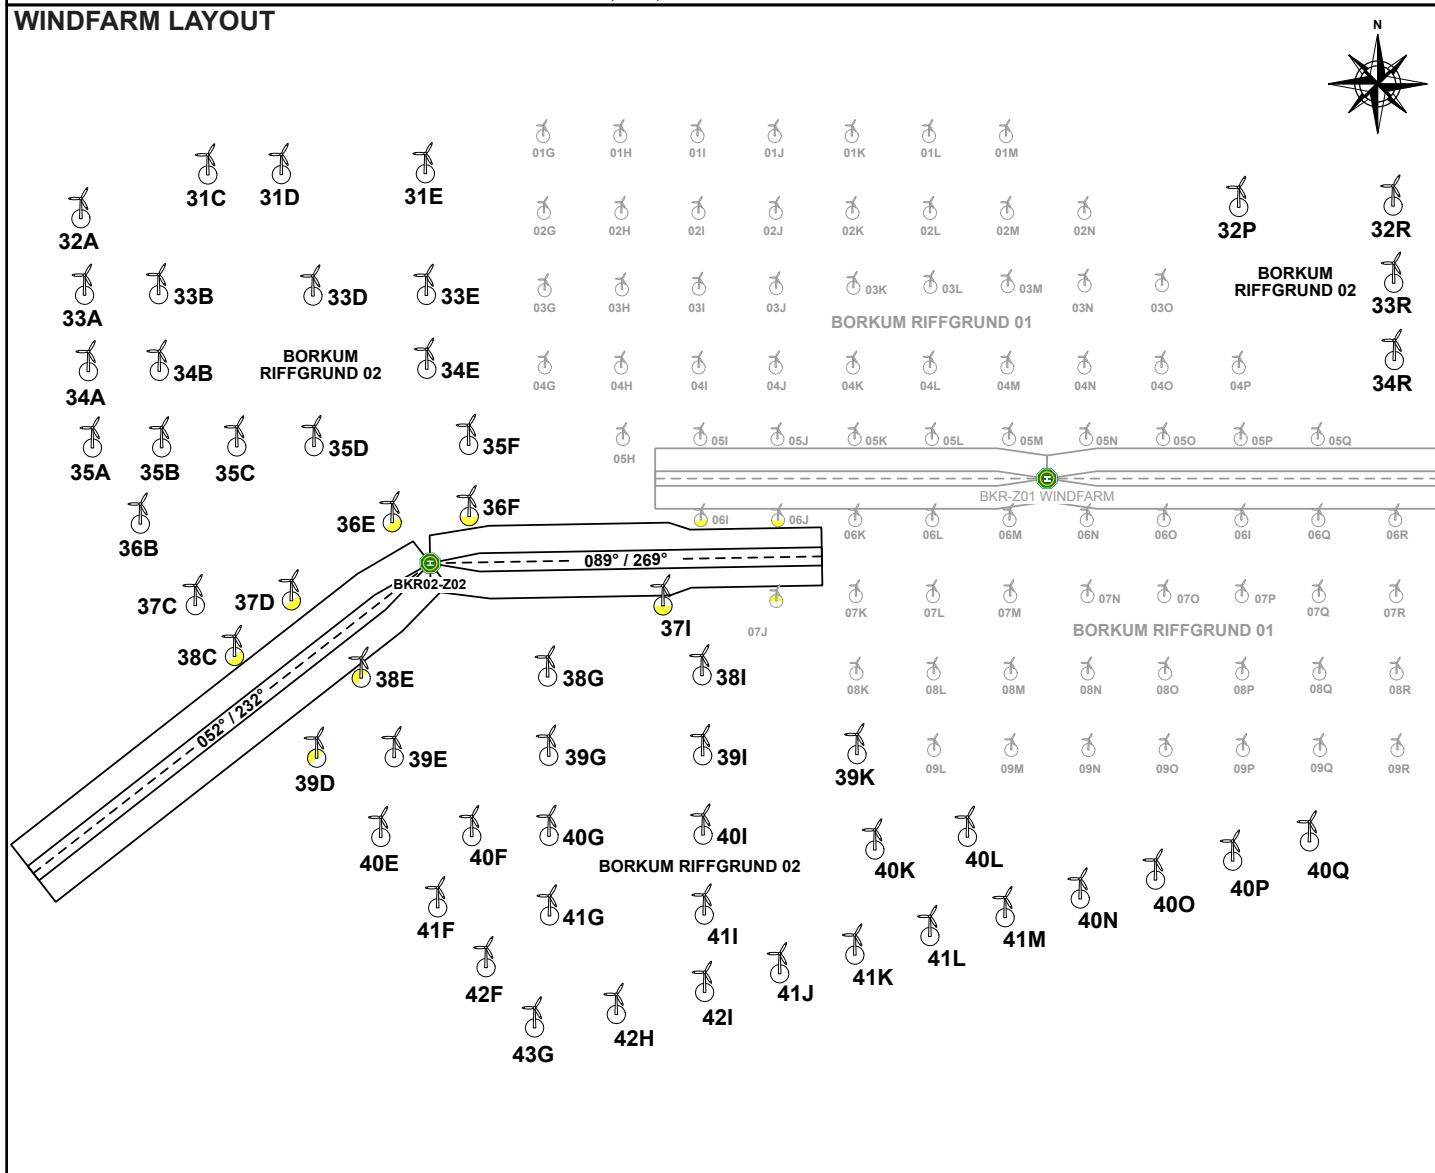 WINDFARM LAYOUT
N
01G 01H 01I 01J 01K 01L 01M
31C 31D 31E
32A
02G 02H 02I 02J 02K 02L 02M 02N
32P 32R
33A 33B 33D 33E
03G 03H 03I 03J 03K 03L 03M 03N 03O
BORKUM
RIFFGRUND 02
33R
BORKUM RIFFGRUND 01
34A 34B
BORKUM
RIFFGRUND 02
34E
04G 04H 04I 04J 04K 04L 04M 04N 04O 04P
34R
35A 35B 35C 35D 35F
05H 05I 05J 05K 05L 05M 05N 05O 05P 05Q
BKR-Z01 WINDFARM
36B 36E 36F
06I 06J 06K 06L 06M 06N 06O 06I 06Q 06R
089° / 269°
BKR02-Z02
37C 37D 37I
07J 07K 07L 07M 07N 07O 07P 07Q 07R
BORKUM RIFFGRUND 01
38C 38E 38G 38I
08K 08L 08M 08N 08O 08P 08Q 08R
052° / 232°
39D 39E 39G 39I 39K
09L 09M 09N 09O 09P 09Q 09R
40E 40F 40G 40I 40K 40L 40N 40O 40P 40Q
BORKUM RIFFGRUND 02
41F 41G 41I 41J 41K 41L 41M
42F 42H 42I
43G